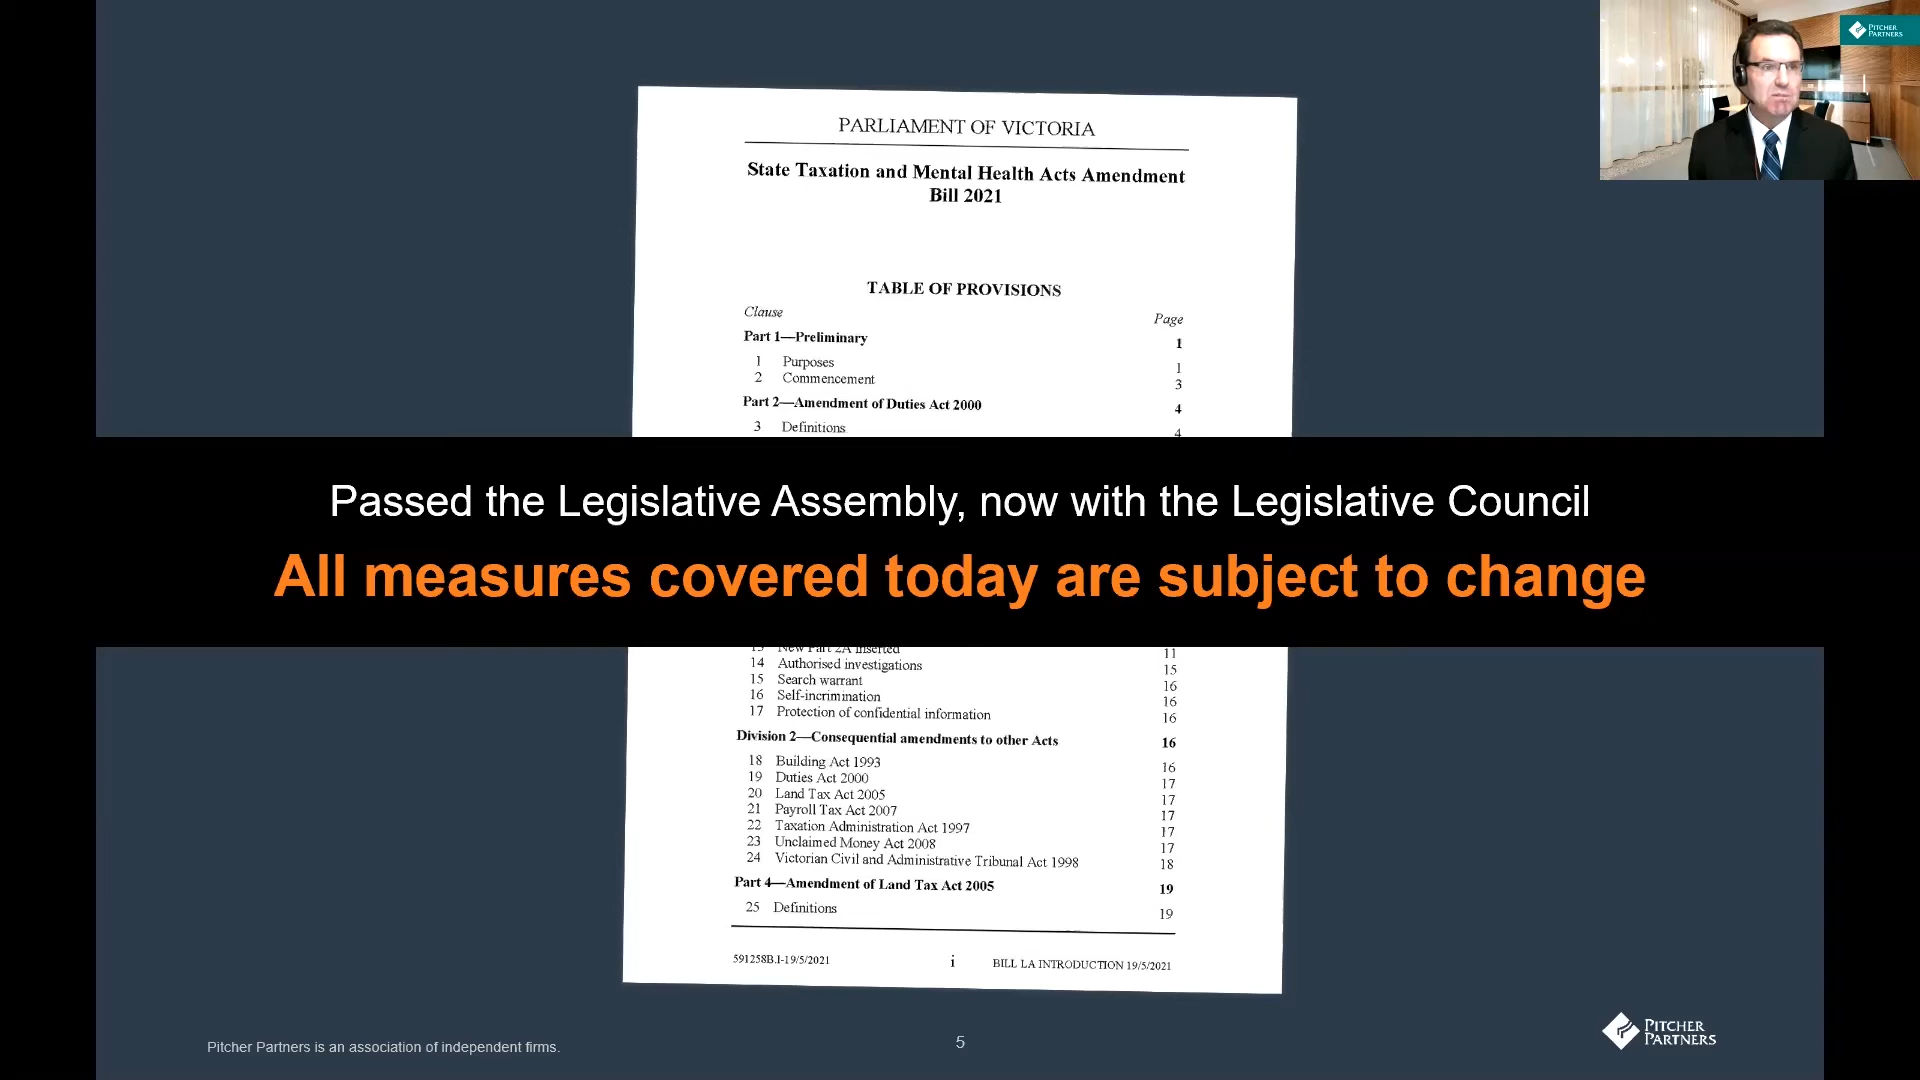 PITCHER
PARTNERS
PARLIAMENT OF VICTORIA
State Taxation and Mental Health Acts Amendment
Bill 2021
TABLE OF PROVISIONS
Clause Page
Part 1—Preliminary 1
1 Purposes 1
2 Commencement 3
Part 2—Amendment of Duties Act 2000 4
3 Definitions 4
Passed the Legislative Assembly, now with the Legislative Council
All measures covered today are subject to change
13 New Part 2A inserted 11
14 Authorised investigations 15
15 Search warrant 16
16 Self-incrimination 16
17 Protection of confidential information 16
Division 2—Consequential amendments to other Acts 16
18 Building Act 1993 16
19 Duties Act 2000 17
20 Land Tax Act 2005 17
21 Payroll Tax Act 2007 17
22 Taxation Administration Act 1997 17
23 Unclaimed Money Act 2008 17
24 Victorian Civil and Administrative Tribunal Act 1998 18
Part 4—Amendment of Land Tax Act 2005 19
25 Definitions 19
591258B.I-19/5/2021 i BILL LA INTRODUCTION 19/5/2021
Pitcher Partners is an association of independent firms. 5
PITCHER
PARTNERS